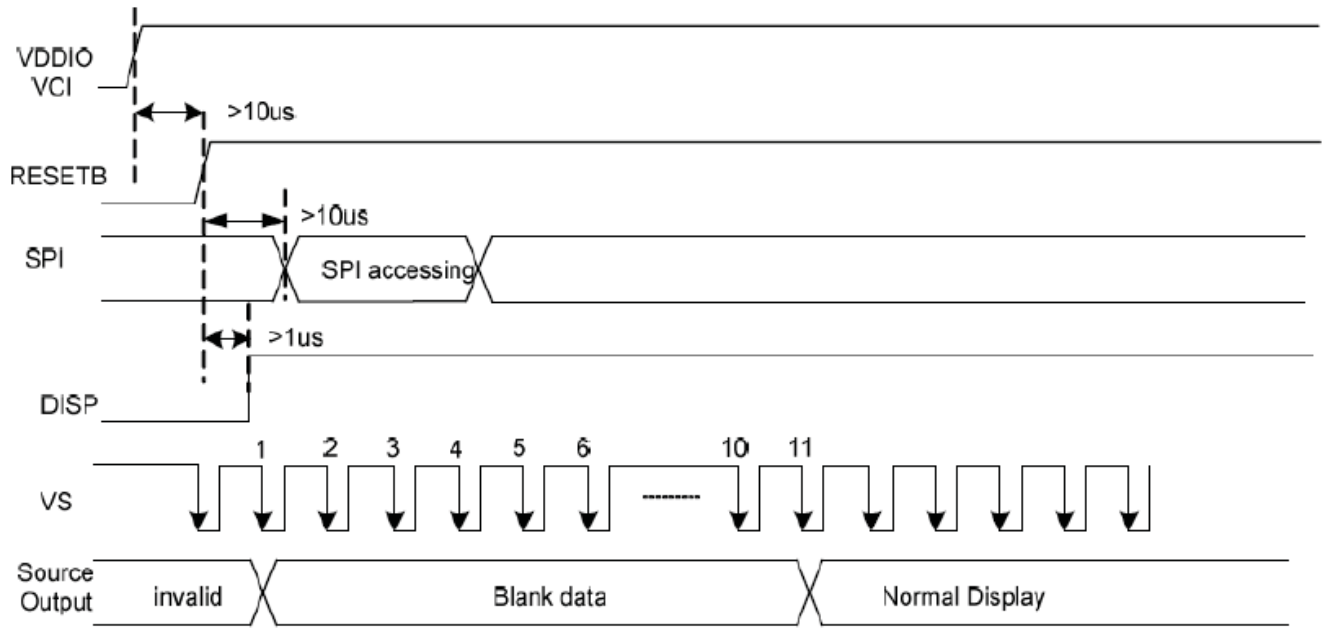 VDDIO
VCI
>10us
RESETB
>10us
SPI
SPI accessing
>1us
DISP
1 2 3 4 5 6 10 11
VS
Source
Output
invalid
Blank data
Normal Display